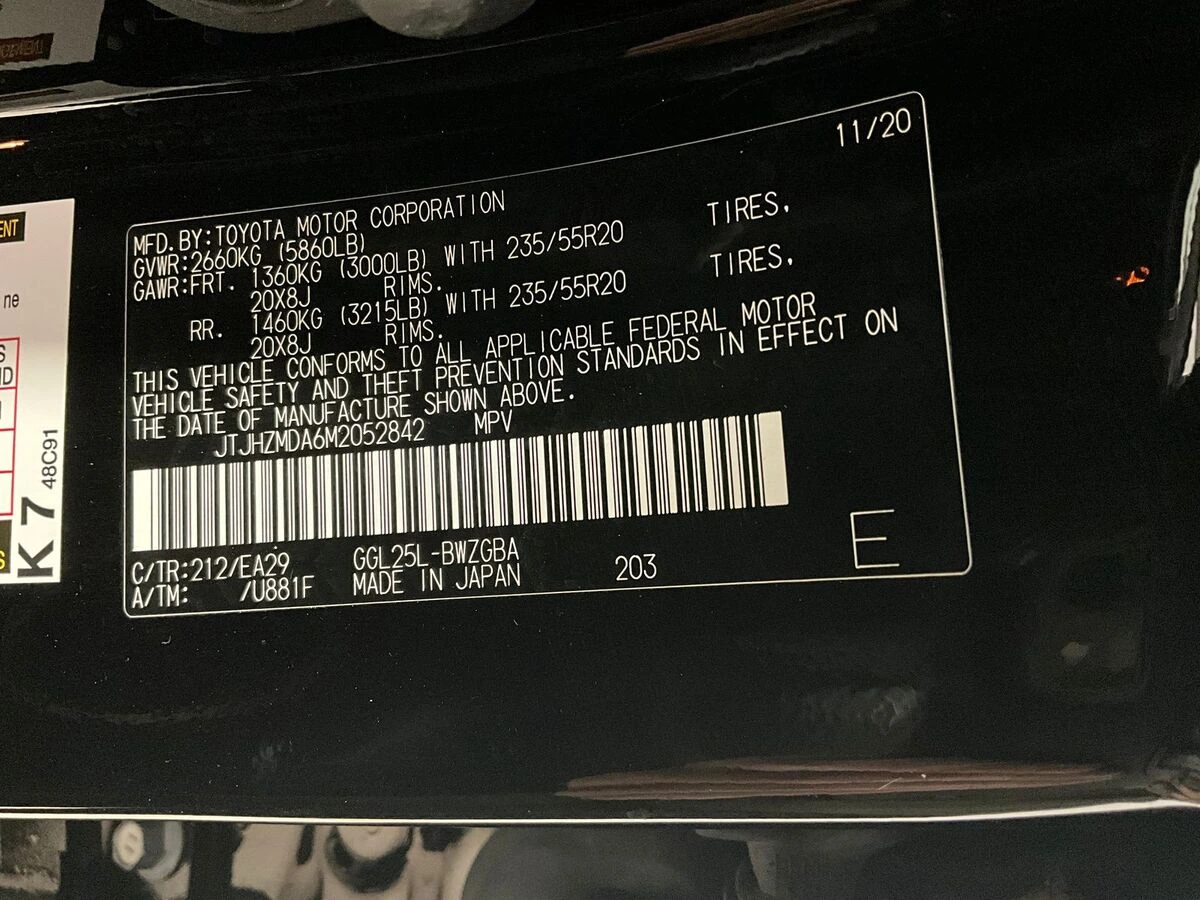 11/20
MFD.BY:TOYOTA MOTOR CORPORATION
GVWR:2660KG (5860LB)
GAWR:FRT. 1360KG (3000LB) WITH 235/55R20 TIRES,
20X8J RIMS.
RR. 1460KG (3215LB) WITH 235/55R20 TIRES,
20X8J RIMS.
THIS VEHICLE CONFORMS TO ALL APPLICABLE FEDERAL MOTOR
VEHICLE SAFETY AND THEFT PREVENTION STANDARDS IN EFFECT ON
THE DATE OF MANUFACTURE SHOWN ABOVE.
JTJHZMDA6M2052842 MPV
C/TR:212/EA29 GGL25L-BWZGBA
A/TM: /U881F MADE IN JAPAN 203
E
ne
K 7
48C91